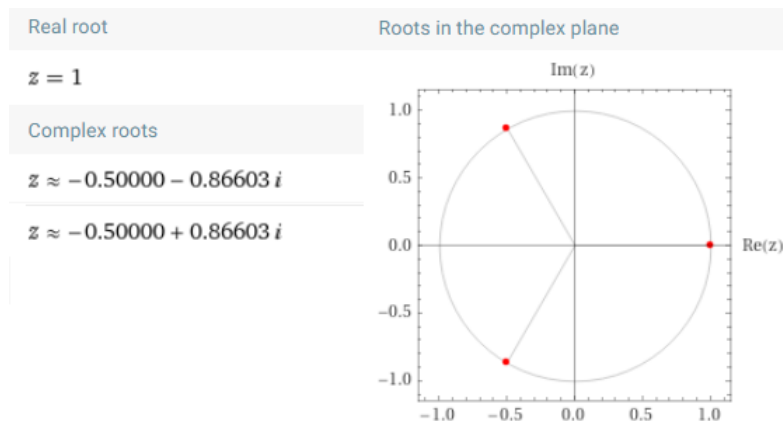 Real root
z = 1
Complex roots
z ≈ −0.50000 − 0.86603 i
z ≈ −0.50000 + 0.86603 i
Roots in the complex plane
Im(z)
1.0
0.5
0.0
−0.5
−1.0
Re(z)
−1.0 −0.5 0.0 0.5 1.0